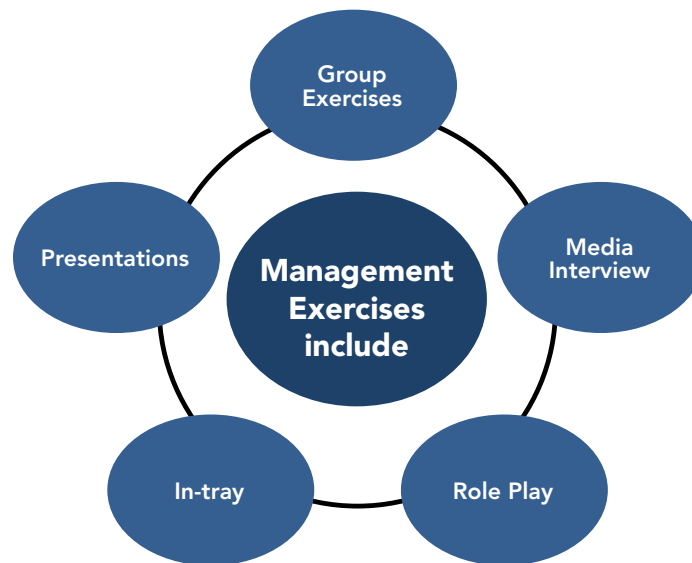 Group
Exercises
Presentations
Media
Interview
Management
Exercises
include
In-tray
Role Play